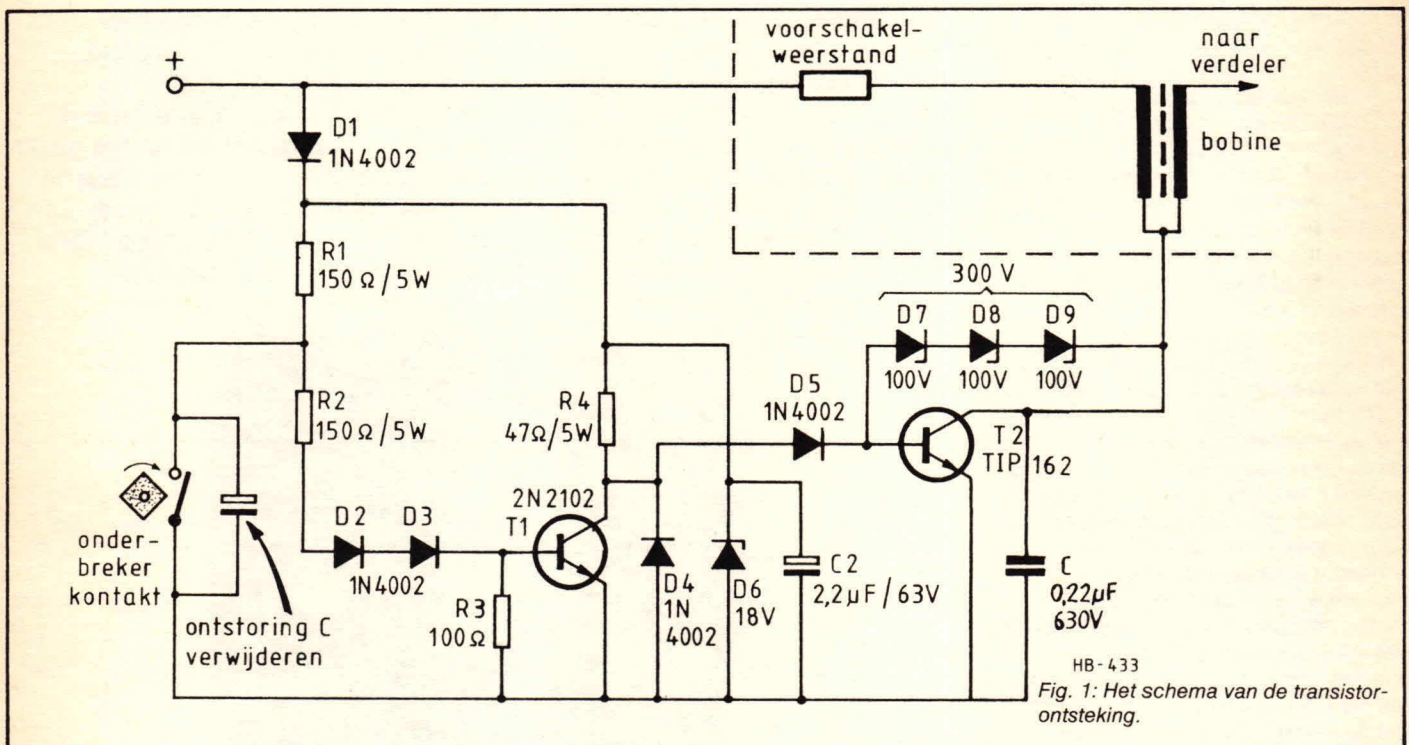 voorschakel-
weerstand
naar
verdeler
+
D1
1N4002
bobine
R1
150 Ω / 5W
300 V
D7
D8
D9
100V
100V
100V
D5
1N4002
R2
150Ω/5W
R4
47Ω/5W
T2
TIP 162
2N2102
T1
D2
D3
1N4002
onder-
breker
kontakt
ontstoring C
verwijderen
R3
100Ω
D4
1N
4002
D6
18V
C2
2,2µF / 63V
C
0,22µF
630V
HB-433
Fig. 1: Het schema van de transistor-
ontsteking.